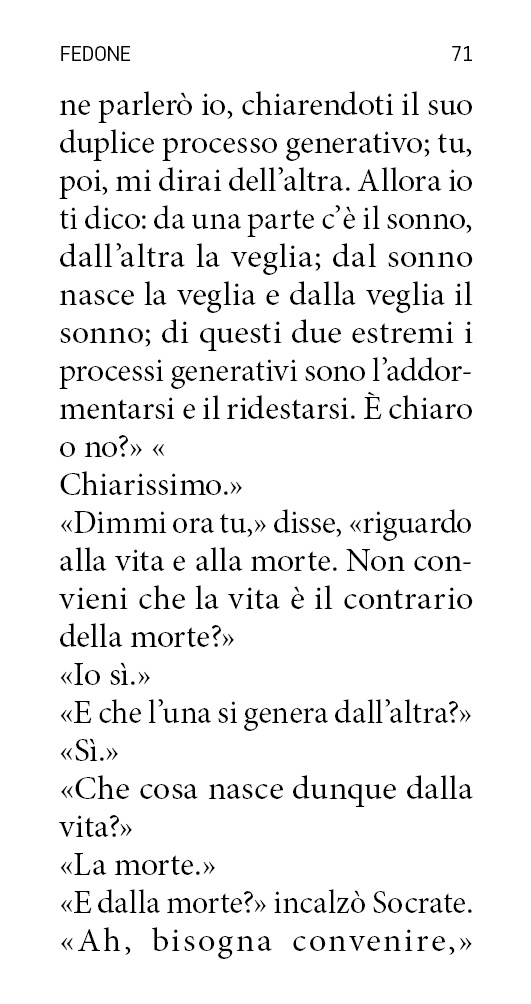 FEDONE 71
ne parlerò io, chiarendoti il suo
duplice processo generativo; tu,
poi, mi dirai dell’altra. Allora io
ti dico: da una parte c’è il sonno,
dall’altra la veglia; dal sonno
nasce la veglia e dalla veglia il
sonno; di questi due estremi i
processi generativi sono l’addor-
mentarsi e il ridestarsi. È chiaro
o no?» «
Chiarissimo.»
«Dimmi ora tu,» disse, «riguardo
alla vita e alla morte. Non con-
vieni che la vita è il contrario
della morte?»
«Io sì.»
«E che l’una si genera dall’altra?»
«Sì.»
«Che cosa nasce dunque dalla
vita?»
«La morte.»
«E dalla morte?» incalzò Socrate.
«Ah, bisogna convenire,»